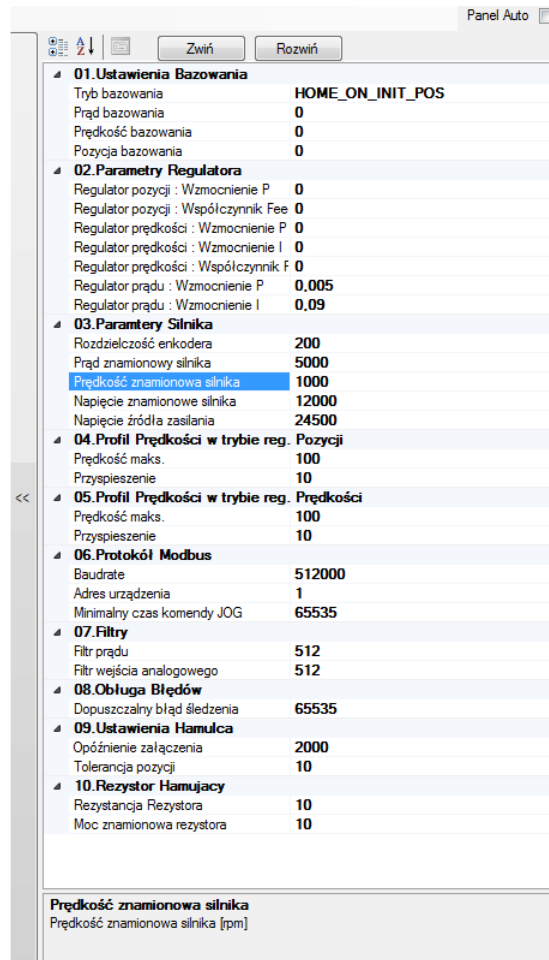 Panel Auto
Zwiń Rozwiń
01.Ustawienia Bazowania
Tryb bazowania HOME_ON_INIT_POS
Prąd bazowania 0
Prędkość bazowania 0
Pozycja bazowania 0
02.Parametry Regulatora
Regulator pozycji : Wzmocnienie P 0
Regulator pozycji : Współczynnik Fee 0
Regulator prędkości : Wzmocnienie P 0
Regulator prędkości : Wzmocnienie I 0
Regulator prędkości : Współczynnik F 0
Regulator prądu : Wzmocnienie P 0,005
Regulator prądu : Wzmocnienie I 0,09
03.Paramtery Silnika
Rozdzielczość enkodera 200
Prąd znamionowy silnika 5000
Prędkość znamionowa silnika 1000
Napięcie znamionowe silnika 12000
Napięcie źródła zasilania 24500
04.Profil Prędkości w trybie reg. Pozycji
Prędkość maks. 100
Przyspieszenie 10
<<
05.Profil Prędkości w trybie reg. Prędkości
Prędkość maks. 100
Przyspieszenie 10
06.Protokół Modbus
Baudrate 512000
Adres urządzenia 1
Minimalny czas komendy JOG 65535
07.Filtry
Filtr prądu 512
Filtr wejścia analogowego 512
08.Obługa Błędów
Dopuszczalny błąd śledzenia 65535
09.Ustawienia Hamulca
Opóźnienie załączenia 2000
Tolerancja pozycji 10
10.Rezystor Hamujacy
Rezystancja Rezystora 10
Moc znamionowa rezystora 10
Prędkość znamionowa silnika
Prędkość znamionowa silnika [rpm]